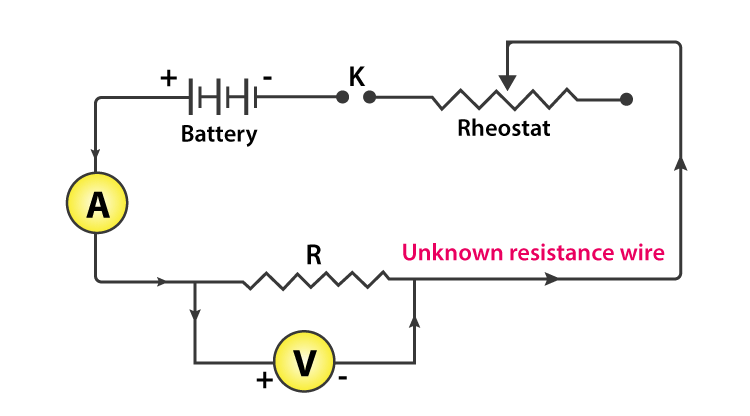 + - K
Battery
Rheostat
A
R
Unknown resistance wire
V
+ -